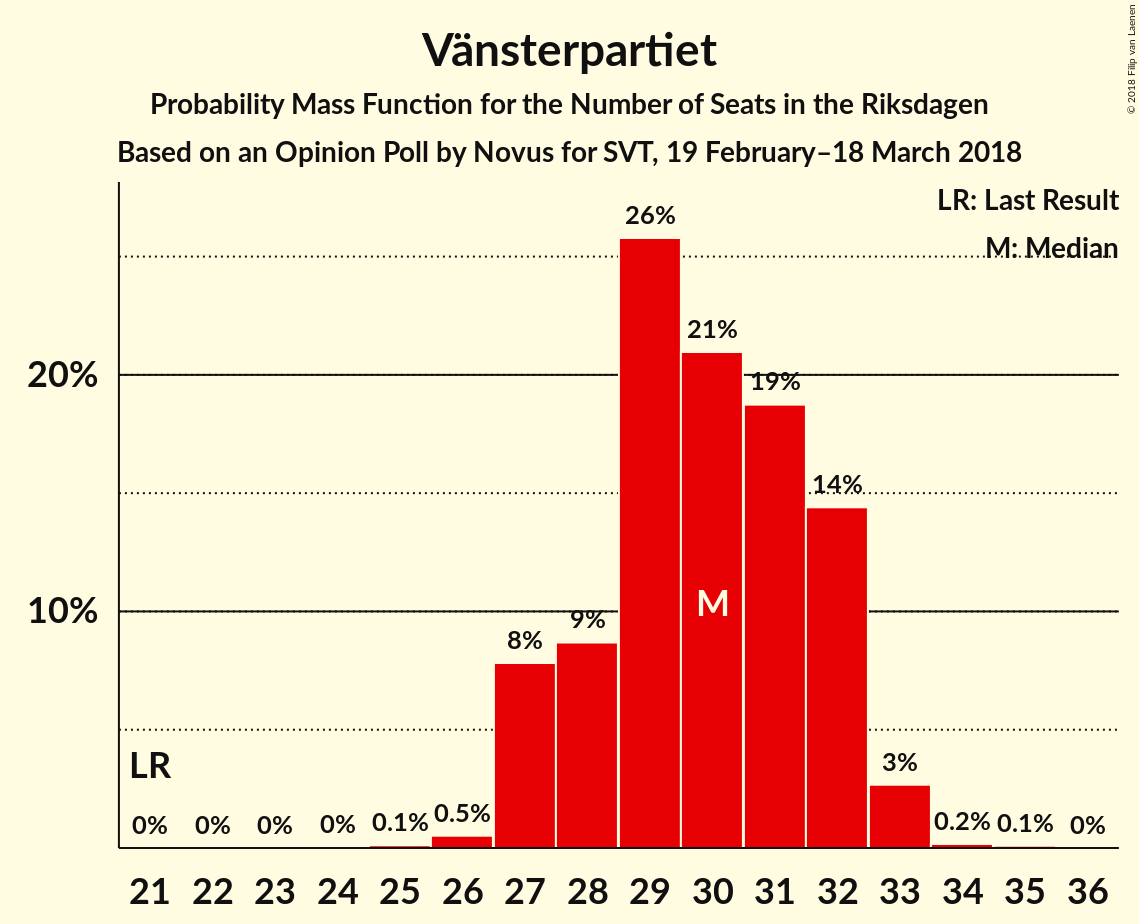 Vänsterpartiet
Probability Mass Function for the Number of Seats in the Riksdagen
Based on an Opinion Poll by Novus for SVT, 19 February–18 March 2018
© 2018 Filip van Laenen
LR: Last Result
M: Median
26%
21%
20%
19%
14%
10%
9%
8%
M
LR
3%
0% 0% 0% 0% 0.1% 0.5% 0.2% 0.1% 0%
21 22 23 24 25 26 27 28 29 30 31 32 33 34 35 36